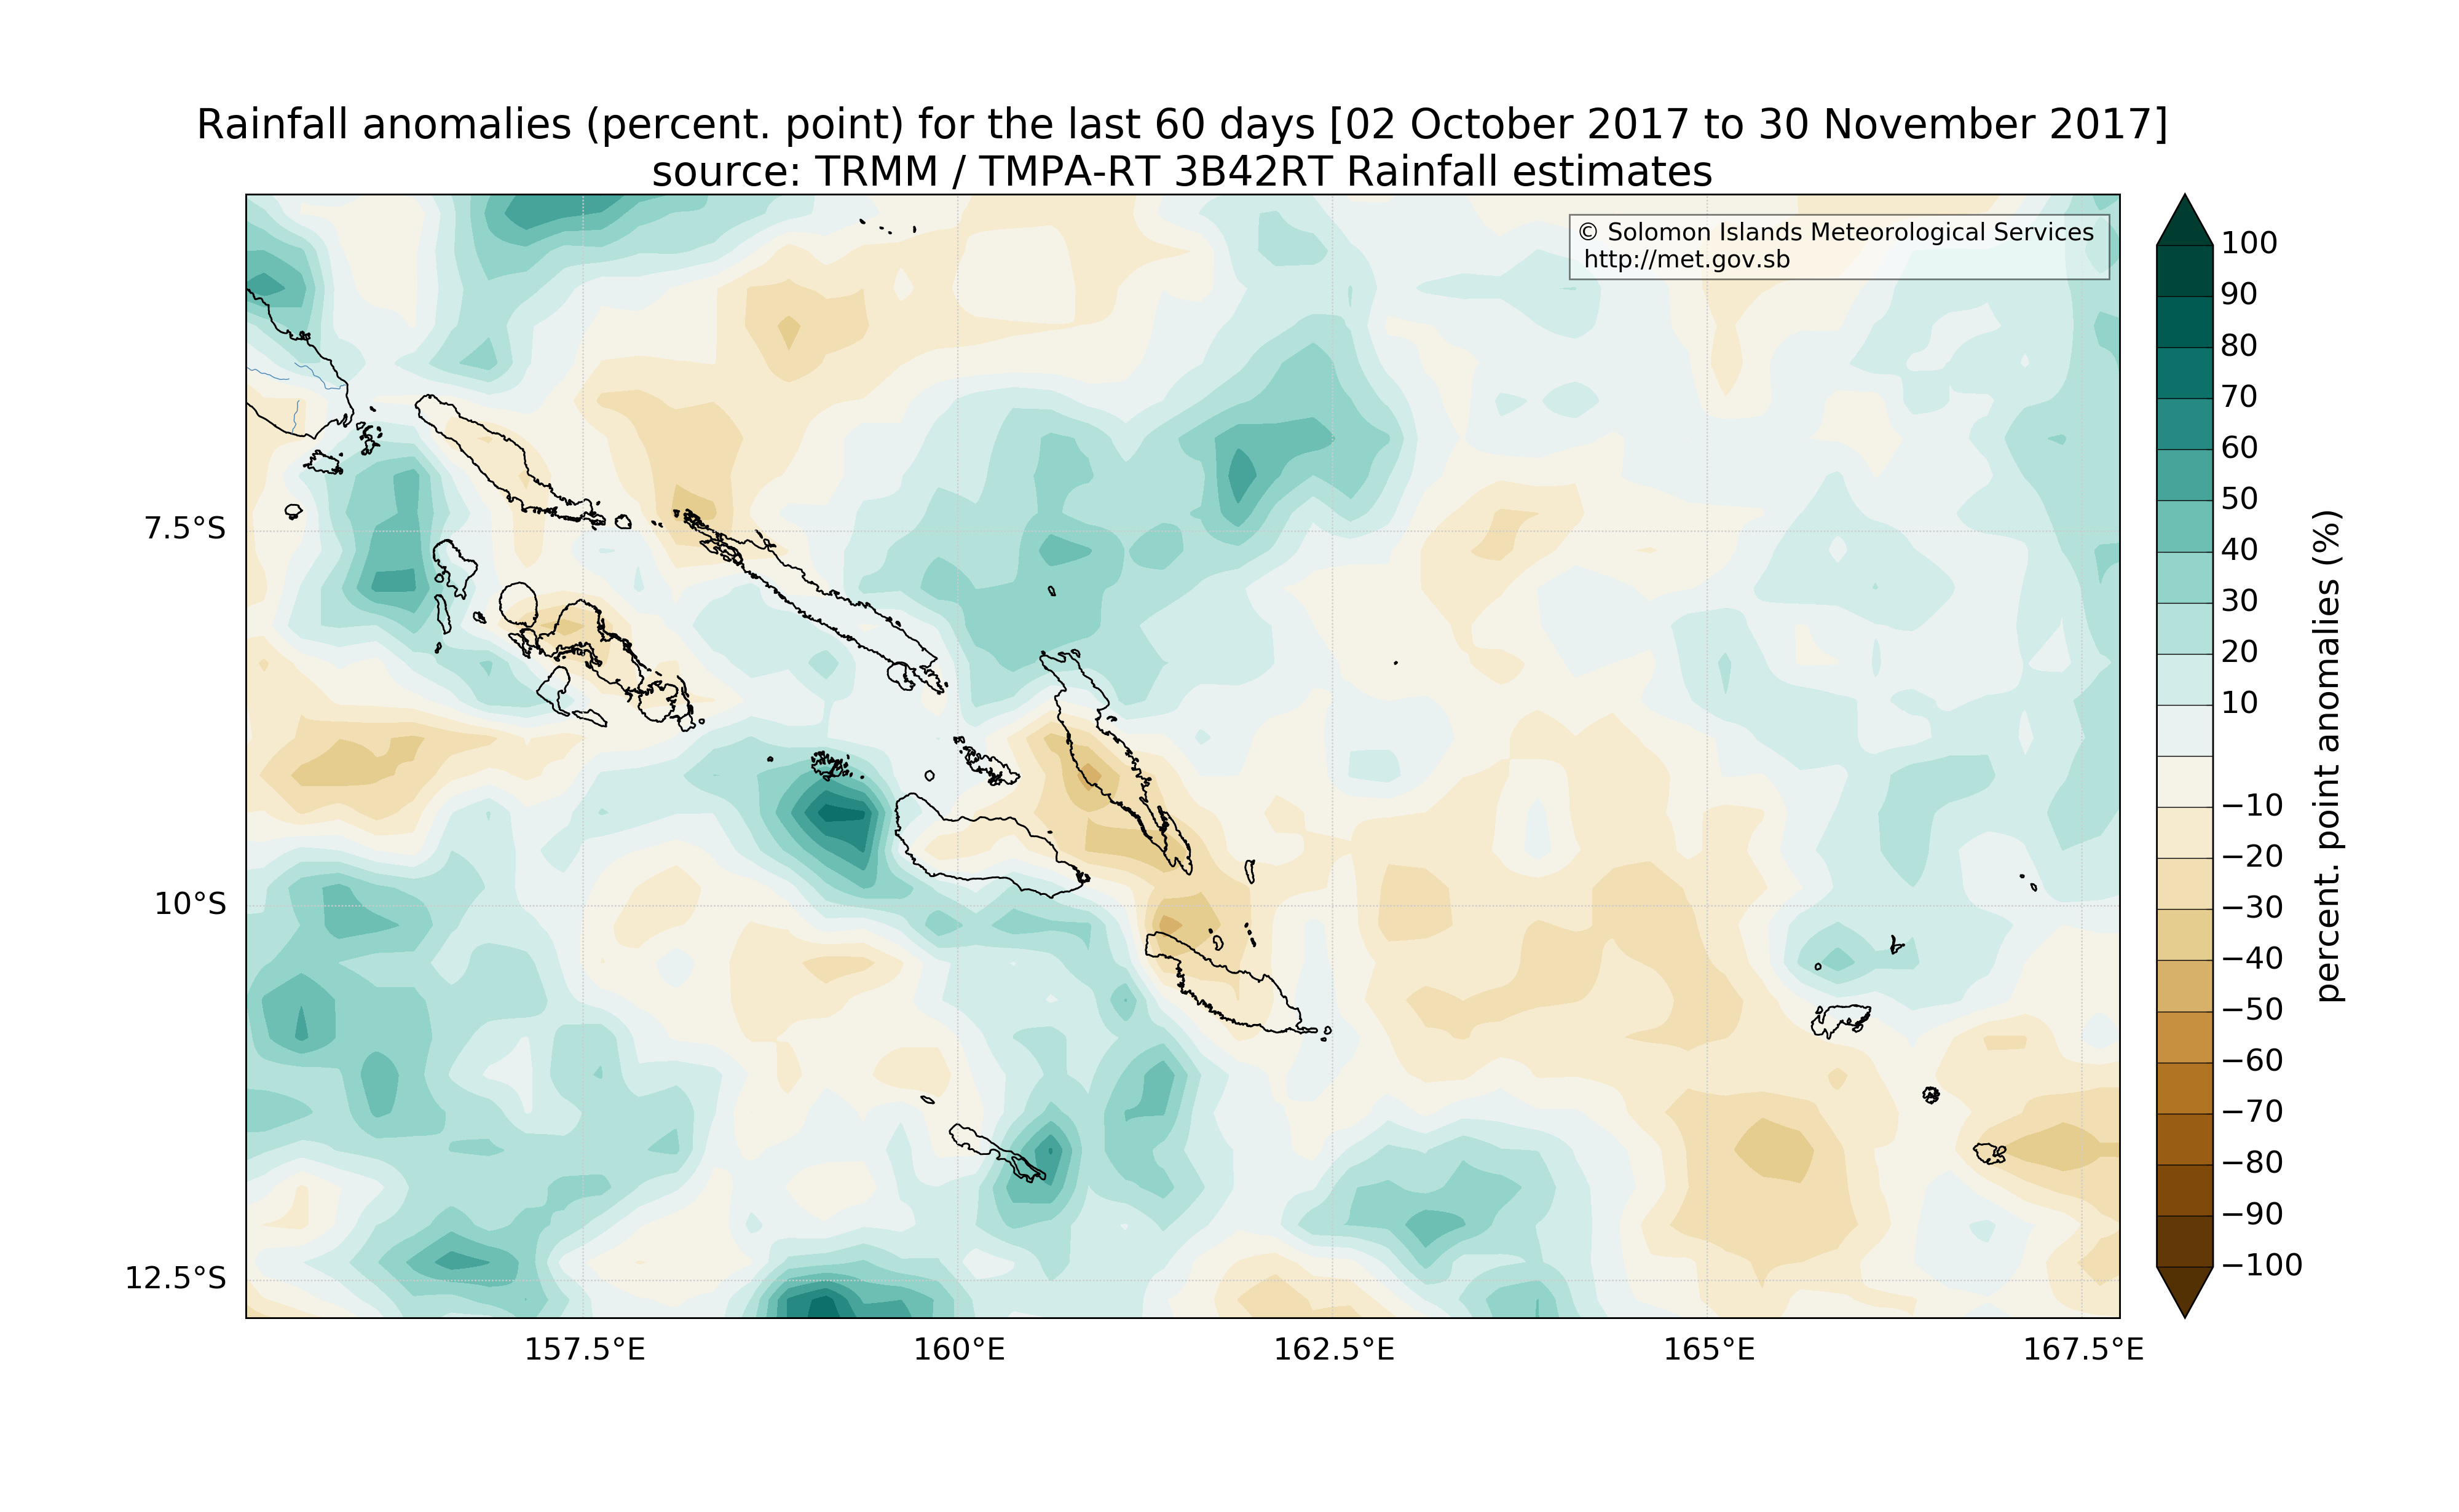 Rainfall anomalies (percent. point) for the last 60 days [02 October 2017 to 30 November 2017]
source: TRMM / TMPA-RT 3B42RT Rainfall estimates
© Solomon Islands Meteorological Services
http://met.gov.sb
7.5°S
10°S
12.5°S
157.5°E
160°E
162.5°E
165°E
167.5°E
100
90
80
70
60
50
40
30
20
10
−10
−20
−30
−40
−50
−60
−70
−80
−90
−100
percent. point anomalies (%)